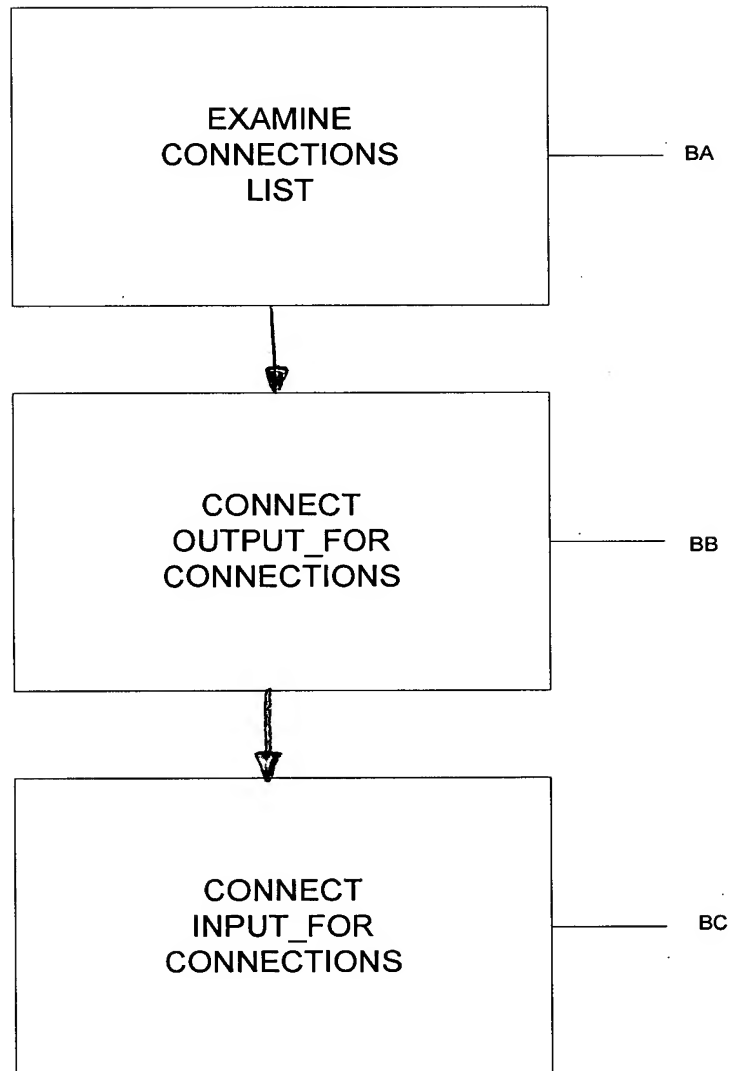 EXAMINE
CONNECTIONS
LIST
BA
CONNECT
OUTPUT_FOR
CONNECTIONS
BB
CONNECT
INPUT_FOR
CONNECTIONS
BC